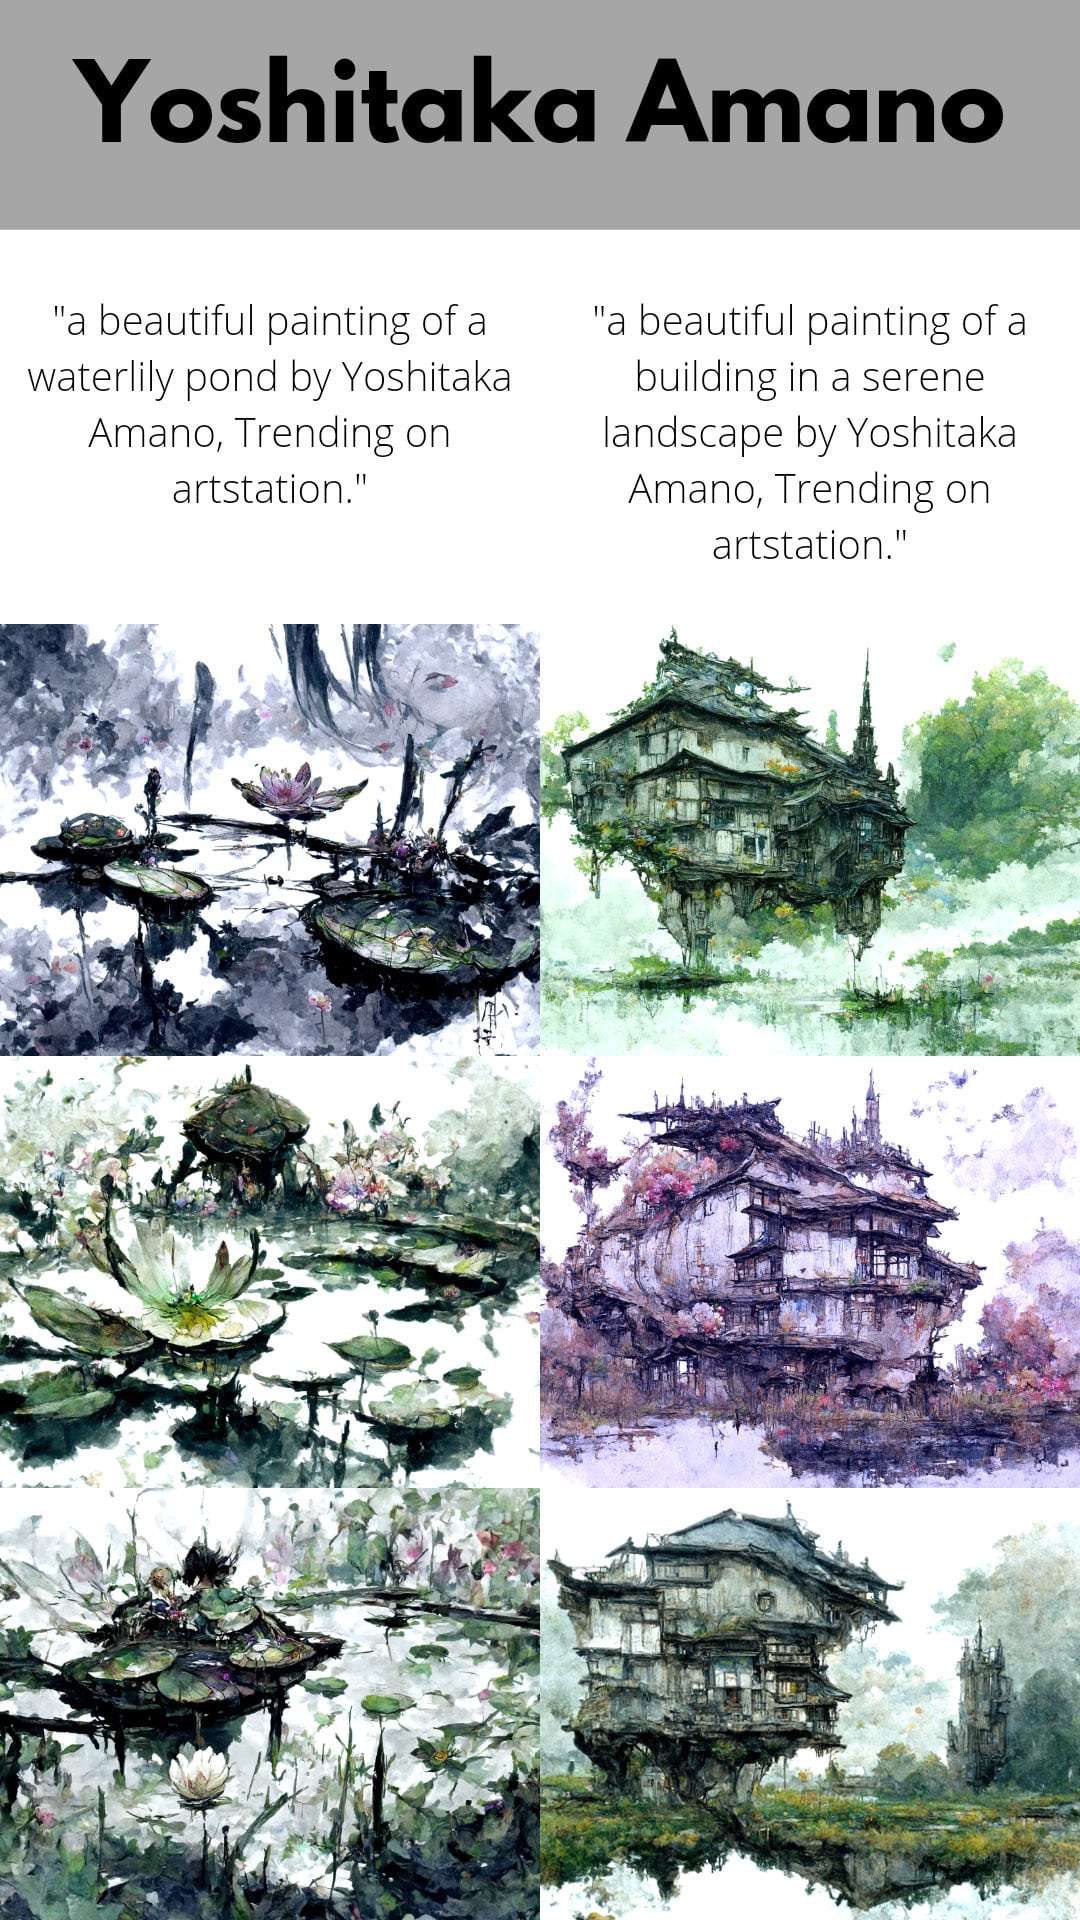 Yoshitaka Amano
"a beautiful painting of a
waterlily pond by Yoshitaka
Amano, Trending on
artstation."
"a beautiful painting of a
building in a serene
landscape by Yoshitaka
Amano, Trending on
artstation."